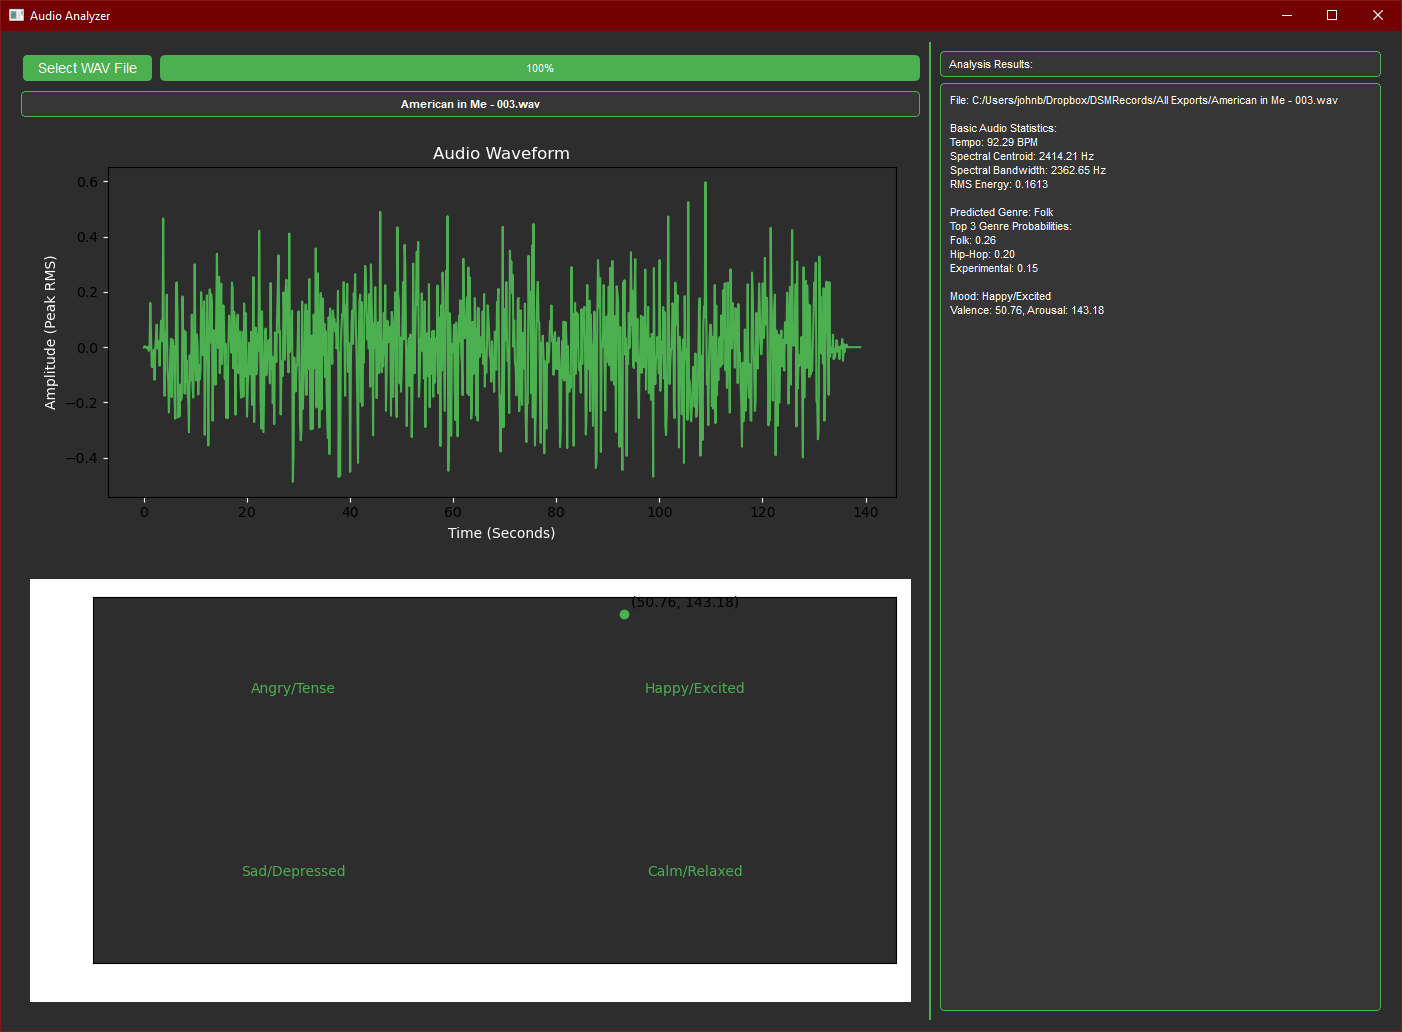 Audio Analyzer
Select WAV File
100%
American in Me - 003.wav
Audio Waveform
0.6
0.4
0.2
0.0
−0.2
−0.4
Amplitude (Peak RMS)
0 20 40 60 80 100 120 140
Time (Seconds)
(50.76, 143.18)
Angry/Tense
Happy/Excited
Sad/Depressed
Calm/Relaxed
Analysis Results:
File: C:/Users/johnb/Dropbox/DSMRecords/All Exports/American in Me - 003.wav
Basic Audio Statistics:
Tempo: 92.29 BPM
Spectral Centroid: 2414.21 Hz
Spectral Bandwidth: 2362.65 Hz
RMS Energy: 0.1613
Predicted Genre: Folk
Top 3 Genre Probabilities:
Folk: 0.26
Hip-Hop: 0.20
Experimental: 0.15
Mood: Happy/Excited
Valence: 50.76, Arousal: 143.18